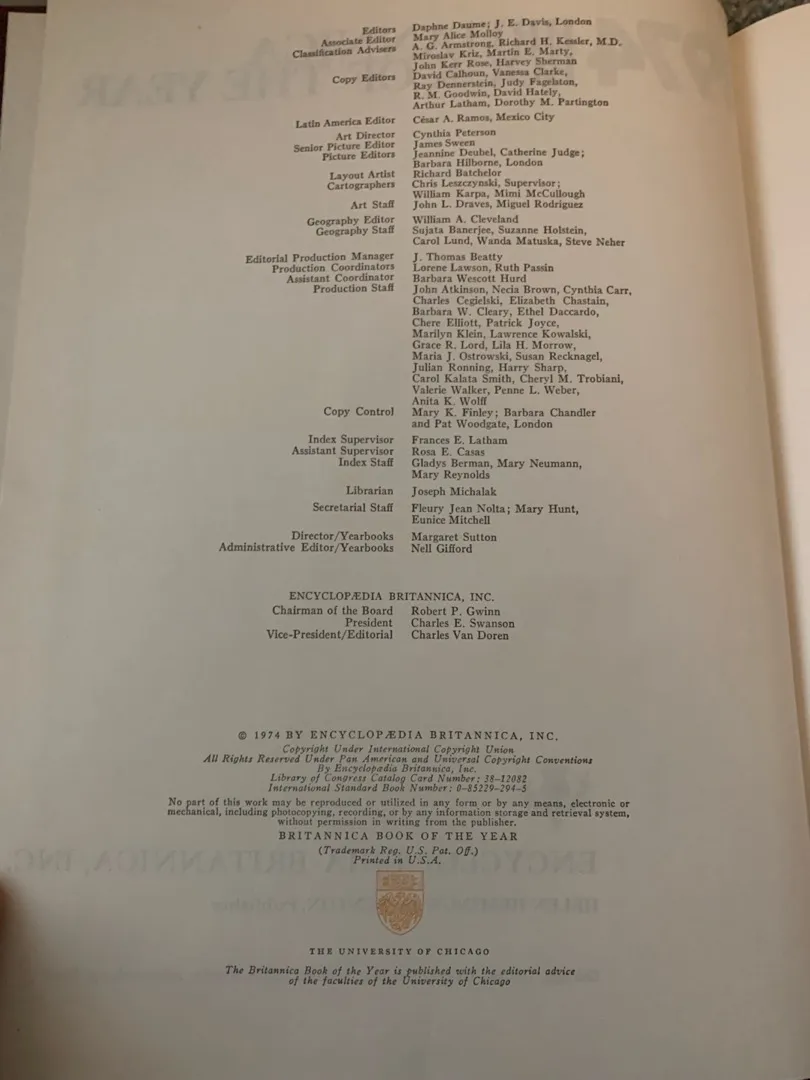 Editors Daphne Daume; J. E. Davis, London
Associate Editor Mary Alice Molloy
Classification Advisers A. G. Armstrong, Richard H. Kessler, M.D.,
Miroslav Kriz, Martin E. Marty,
John Kerr Rose, Harvey Sherman
Copy Editors David Calhoun, Vanessa Clarke,
Ray Dennerstein, Judy Fagelston,
R. M. Goodwin, David Hately,
Arthur Latham, Dorothy M. Partington
Latin America Editor César A. Ramos, Mexico City
Art Director Cynthia Peterson
Senior Picture Editor James Sween
Picture Editors Jeannine Deubel, Catherine Judge;
Barbara Hilborne, London
Layout Artist Richard Batchelor
Cartographers Chris Leszczynski, Supervisor;
William Karpa, Mimi McCullough
Art Staff John L. Draves, Miguel Rodriguez
Geography Editor William A. Cleveland
Geography Staff Sujata Banerjee, Suzanne Holstein,
Carol Lund, Wanda Matuska, Steve Neher
Editorial Production Manager J. Thomas Beatty
Production Coordinators Lorene Lawson, Ruth Passin
Assistant Coordinator Barbara Wescott Hurd
Production Staff John Atkinson, Necia Brown, Cynthia Carr,
Charles Cegielski, Elizabeth Chastain,
Barbara W. Cleary, Ethel Daccardo,
Chere Elliott, Patrick Joyce,
Marilyn Klein, Lawrence Kowalski,
Grace R. Lord, Lila H. Morrow,
Maria J. Ostrowski, Susan Recknagel,
Julian Ronning, Harry Sharp,
Carol Kalata Smith, Cheryl M. Trobiani,
Valerie Walker, Penne L. Weber,
Anita K. Wolff
Copy Control Mary K. Finley; Barbara Chandler
and Pat Woodgate, London
Index Supervisor Frances E. Latham
Assistant Supervisor Rosa E. Casas
Index Staff Gladys Berman, Mary Neumann,
Mary Reynolds
Librarian Joseph Michalak
Secretarial Staff Fleury Jean Nolta; Mary Hunt,
Eunice Mitchell
Director/Yearbooks Margaret Sutton
Administrative Editor/Yearbooks Nell Gifford
ENCYCLOPÆDIA BRITANNICA, INC.
Chairman of the Board Robert P. Gwinn
President Charles E. Swanson
Vice-President/Editorial Charles Van Doren
© 1974 BY ENCYCLOPÆDIA BRITANNICA, INC.
Copyright Under International Copyright Union
All Rights Reserved Under Pan American and Universal Copyright Conventions
By Encyclopædia Britannica, Inc.
Library of Congress Catalog Card Number: 38-12082
International Standard Book Number: 0-85229-294-5
No part of this work may be reproduced or utilized in any form or by any means, electronic or
mechanical, including photocopying, recording, or by any information storage and retrieval system,
without permission in writing from the publisher.
BRITANNICA BOOK OF THE YEAR
(Trademark Reg. U.S. Pat. Off.)
Printed in U.S.A.
THE UNIVERSITY OF CHICAGO
The Britannica Book of the Year is published with the editorial advice
of the faculties of the University of Chicago